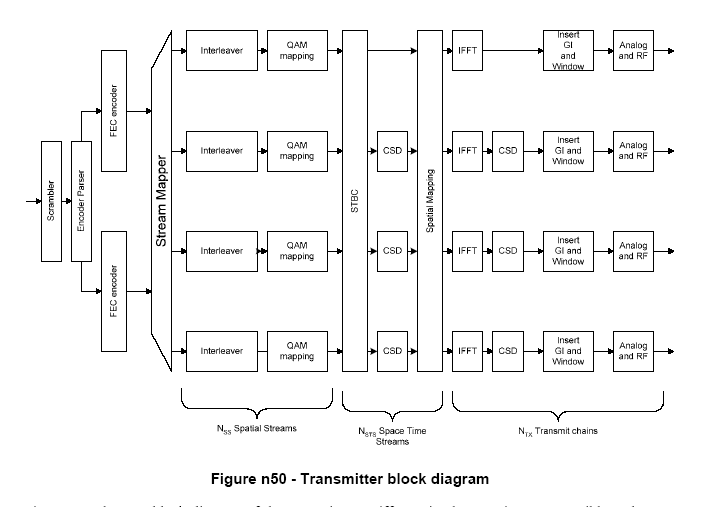 Scrambler
Encoder Parser
FEC encoder
FEC encoder
Stream Mapper
Interleaver
QAM
mapping
Interleaver
QAM
mapping
Interleaver
QAM
mapping
Interleaver
QAM
mapping
STBC
CSD
CSD
CSD
Spatial Mapping
IFFT
Insert
GI
and
Window
Analog
and RF
IFFT
CSD
Insert
GI and
Window
Analog
and RF
IFFT
CSD
Insert
GI and
Window
Analog
and RF
IFFT
CSD
Insert
GI and
Window
Analog
and RF
NSS Spatial Streams
NSTS Space Time
Streams
NTX Transmit chains
Figure n50 - Transmitter block diagram